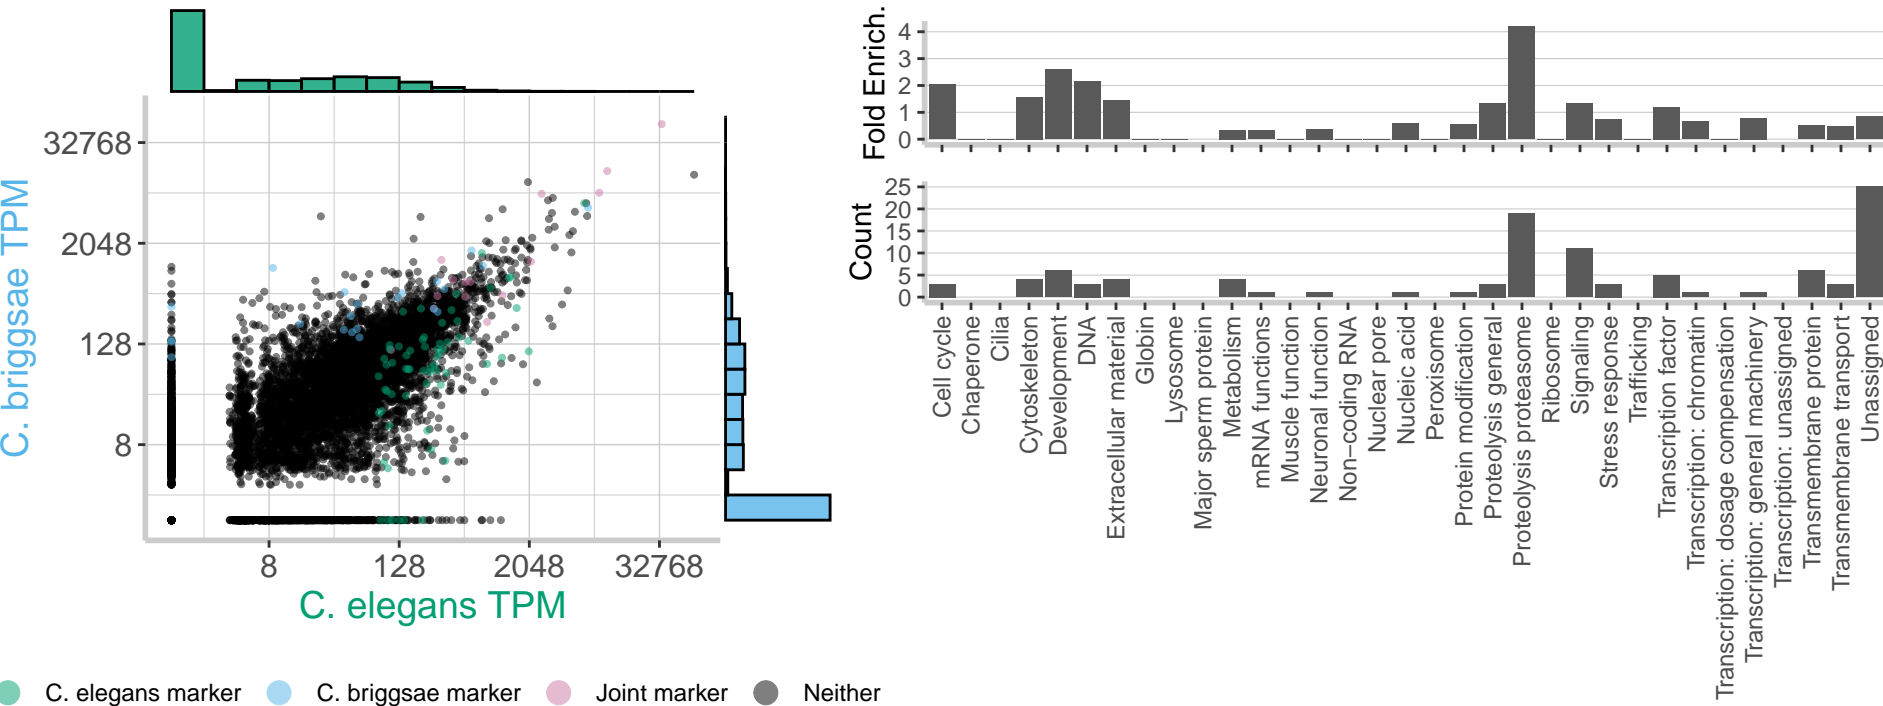 C. briggsae TPM
32768
2048
128
8
8
128
2048
32768
C. elegans TPM
C. elegans marker
C. briggsae marker
Joint marker
Neither
Fold Enrich.
4
3
2
1
0
Count
25
20
15
10
5
0
Cell cycle
Chaperone
Cilia
Cytoskeleton
Development
DNA
Extracellular material
Globin
Lysosome
Major sperm protein
Metabolism
mRNA functions
Muscle function
Neuronal function
Non−coding RNA
Nuclear pore
Nucleic acid
Peroxisome
Protein modification
Proteolysis general
Proteolysis proteasome
Ribosome
Signaling
Stress response
Trafficking
Transcription factor
Transcription: chromatin
Transcription: dosage compensation
Transcription: general machinery
Transcription: unassigned
Transmembrane protein
Transmembrane transport
Unassigned